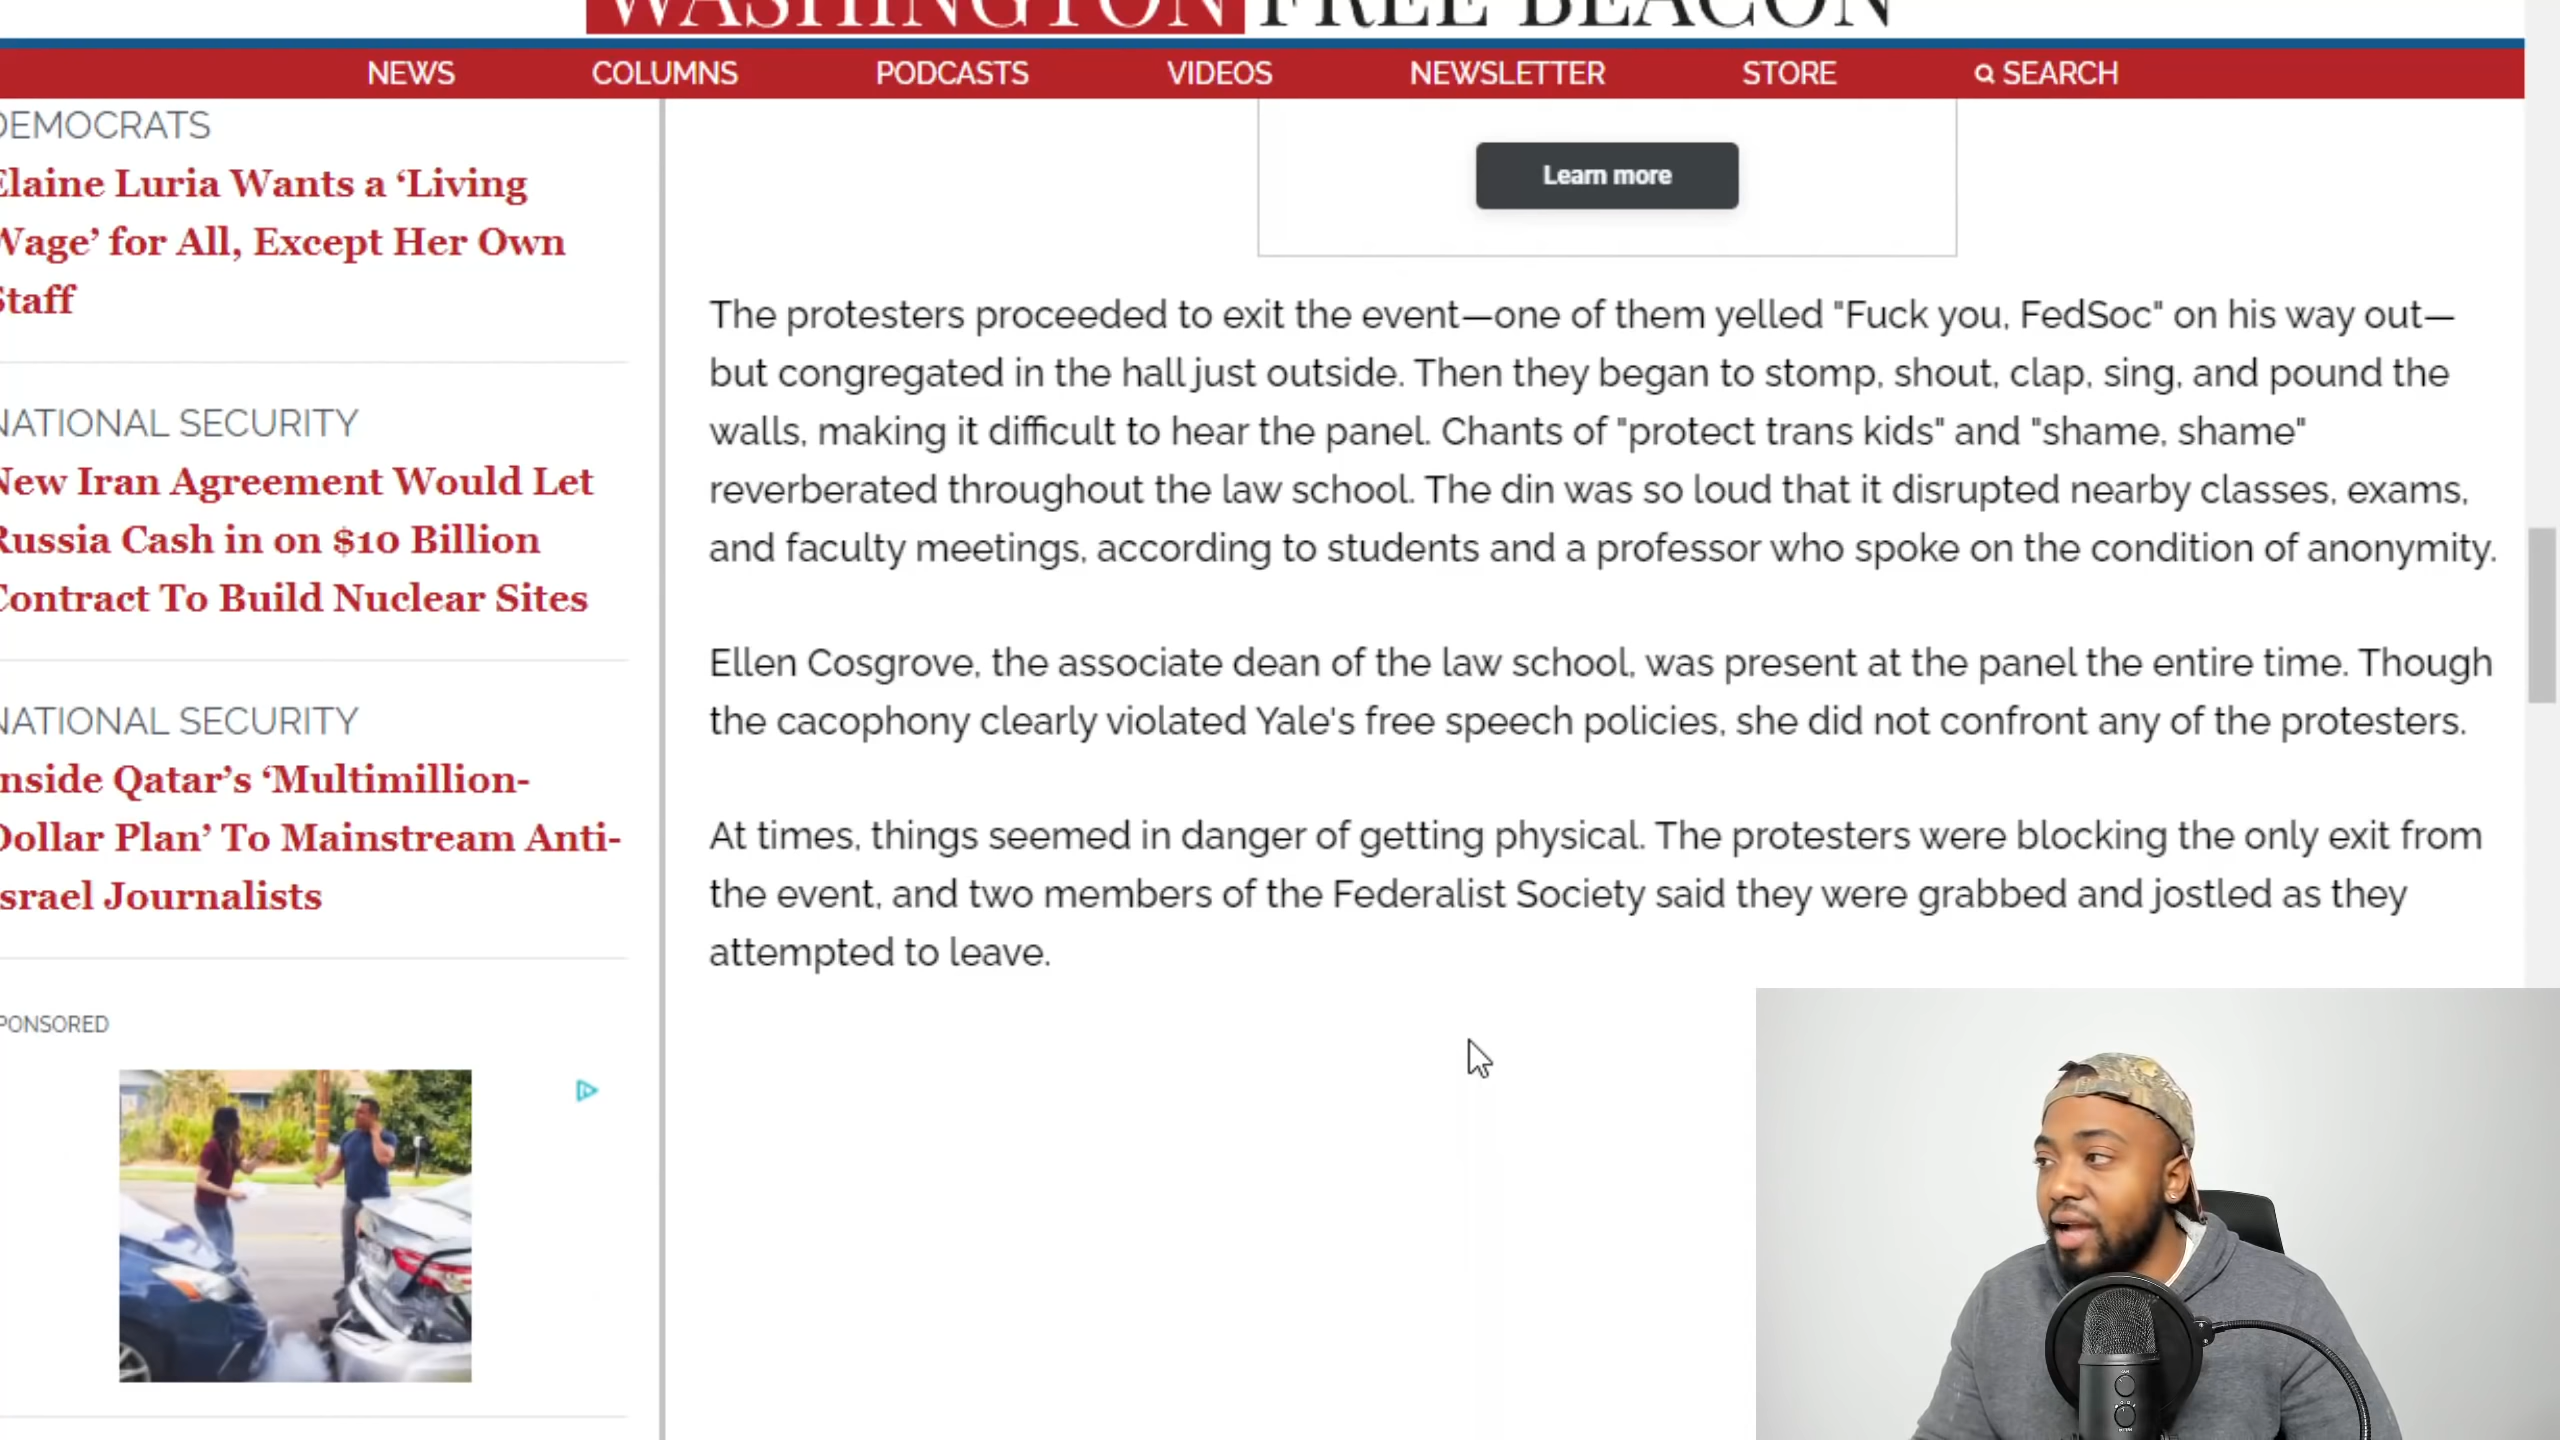 WASHINGTON FREE BEACON
NEWS COLUMNS PODCASTS VIDEOS NEWSLETTER STORE SEARCH
DEMOCRATS
Elaine Luria Wants a ‘Living
Wage’ for All, Except Her Own
Staff
NATIONAL SECURITY
New Iran Agreement Would Let
Russia Cash in on $10 Billion
Contract To Build Nuclear Sites
NATIONAL SECURITY
Inside Qatar’s ‘Multimillion-
Dollar Plan’ To Mainstream Anti-
Israel Journalists
SPONSORED
Learn more
The protesters proceeded to exit the event—one of them yelled "Fuck you, FedSoc" on his way out—
but congregated in the hall just outside. Then they began to stomp, shout, clap, sing, and pound the
walls, making it difficult to hear the panel. Chants of "protect trans kids" and "shame, shame"
reverberated throughout the law school. The din was so loud that it disrupted nearby classes, exams,
and faculty meetings, according to students and a professor who spoke on the condition of anonymity.
Ellen Cosgrove, the associate dean of the law school, was present at the panel the entire time. Though
the cacophony clearly violated Yale's free speech policies, she did not confront any of the protesters.
At times, things seemed in danger of getting physical. The protesters were blocking the only exit from
the event, and two members of the Federalist Society said they were grabbed and jostled as they
attempted to leave.